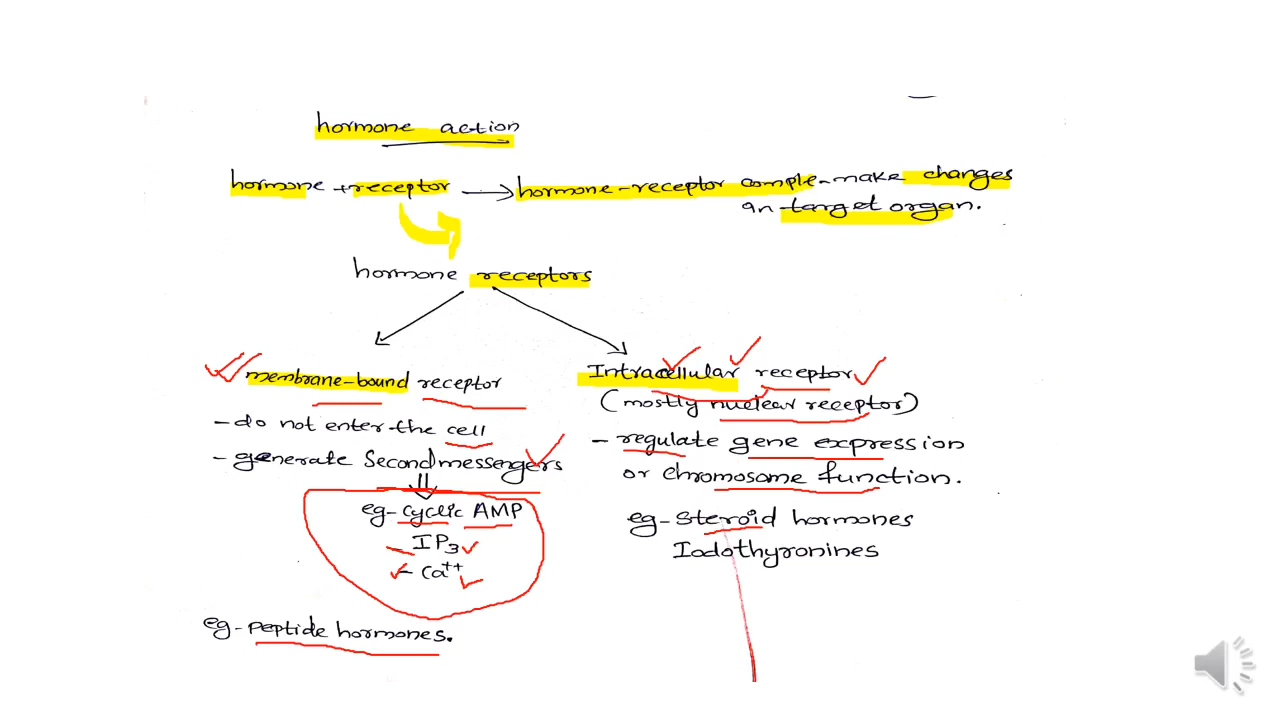 hormone action
hormone + receptor → hormone-receptor comple-make changes
in target organ.
hormone receptors
membrane-bound receptor
- do not enter the cell
- generate Second messengers
eg- cyclic AMP
- IP₃
- Ca⁺⁺
eg- peptide hormones.
Intracellular receptor
(mostly nuclear receptor)
- regulate gene expression
or chromosome function.
eg- Steroid hormones
Iodothyronines